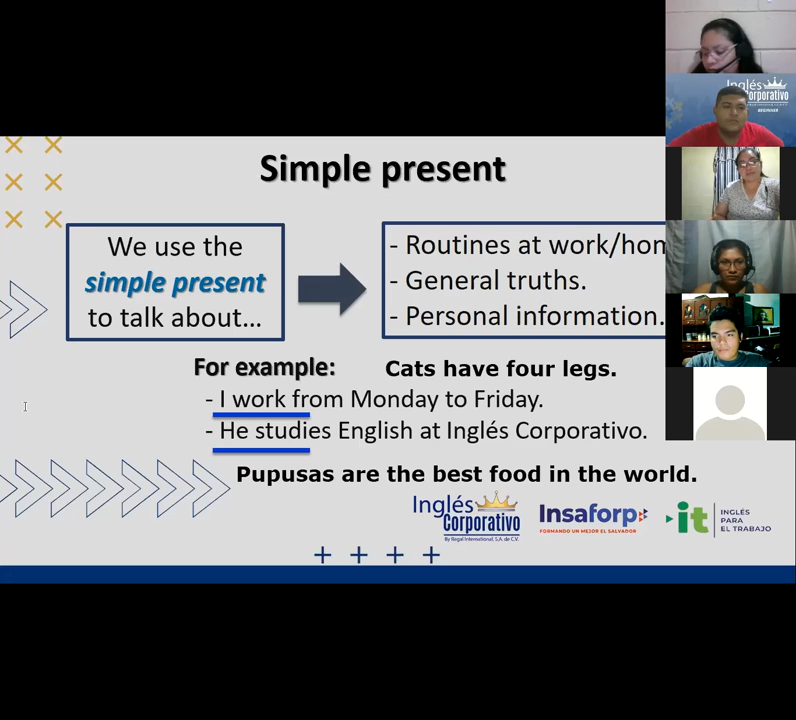 Simple present
We use the
simple present
to talk about...
- Routines at work/hom
- General truths.
- Personal information.
For example:
Cats have four legs.
- I work from Monday to Friday.
- He studies English at Inglés Corporativo.
Pupusas are the best food in the world.
Inglés
Corporativo
By Regal International, S.A. de C.V.
Insaforp
FORMANDO UN MEJOR EL SALVADOR
it
INGLÉS
PARA
EL TRABAJO
Inglés
Corporativo
BEGINNER